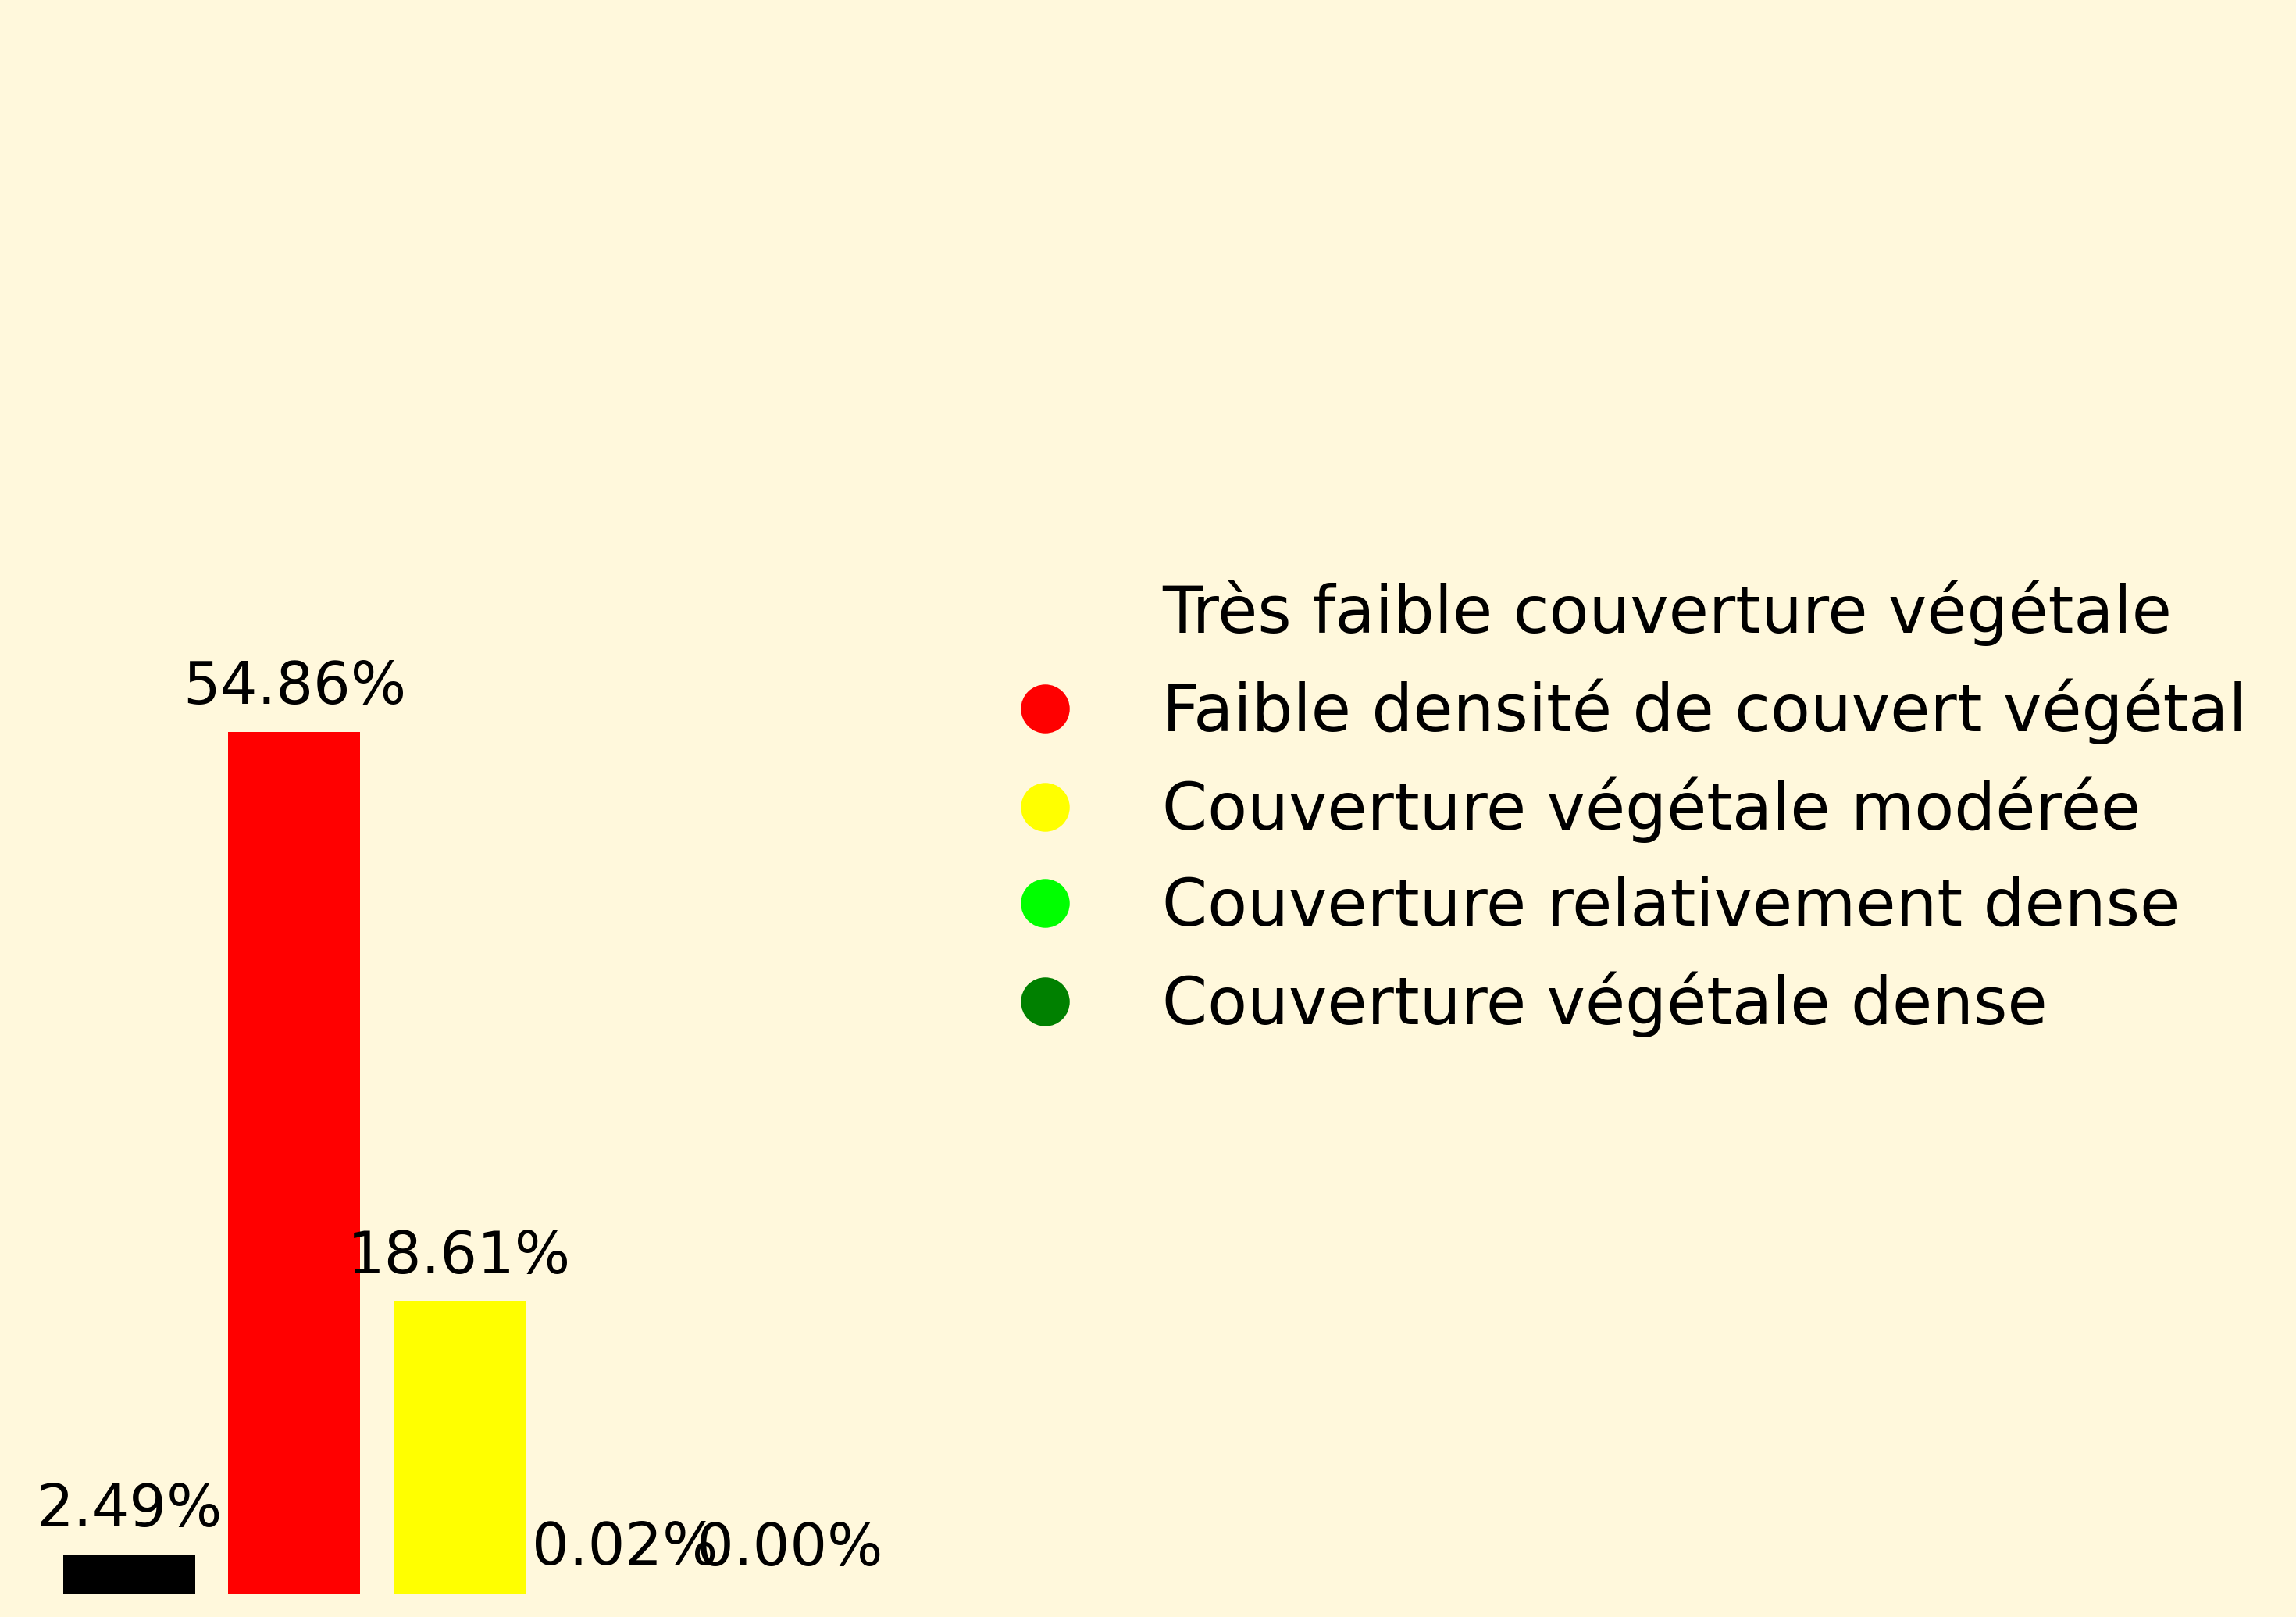 54.86%
18.61%
2.49%
0.02%
0.00%
Très faible couverture végétale
Faible densité de couvert végétal
Couverture végétale modérée
Couverture relativement dense
Couverture végétale dense